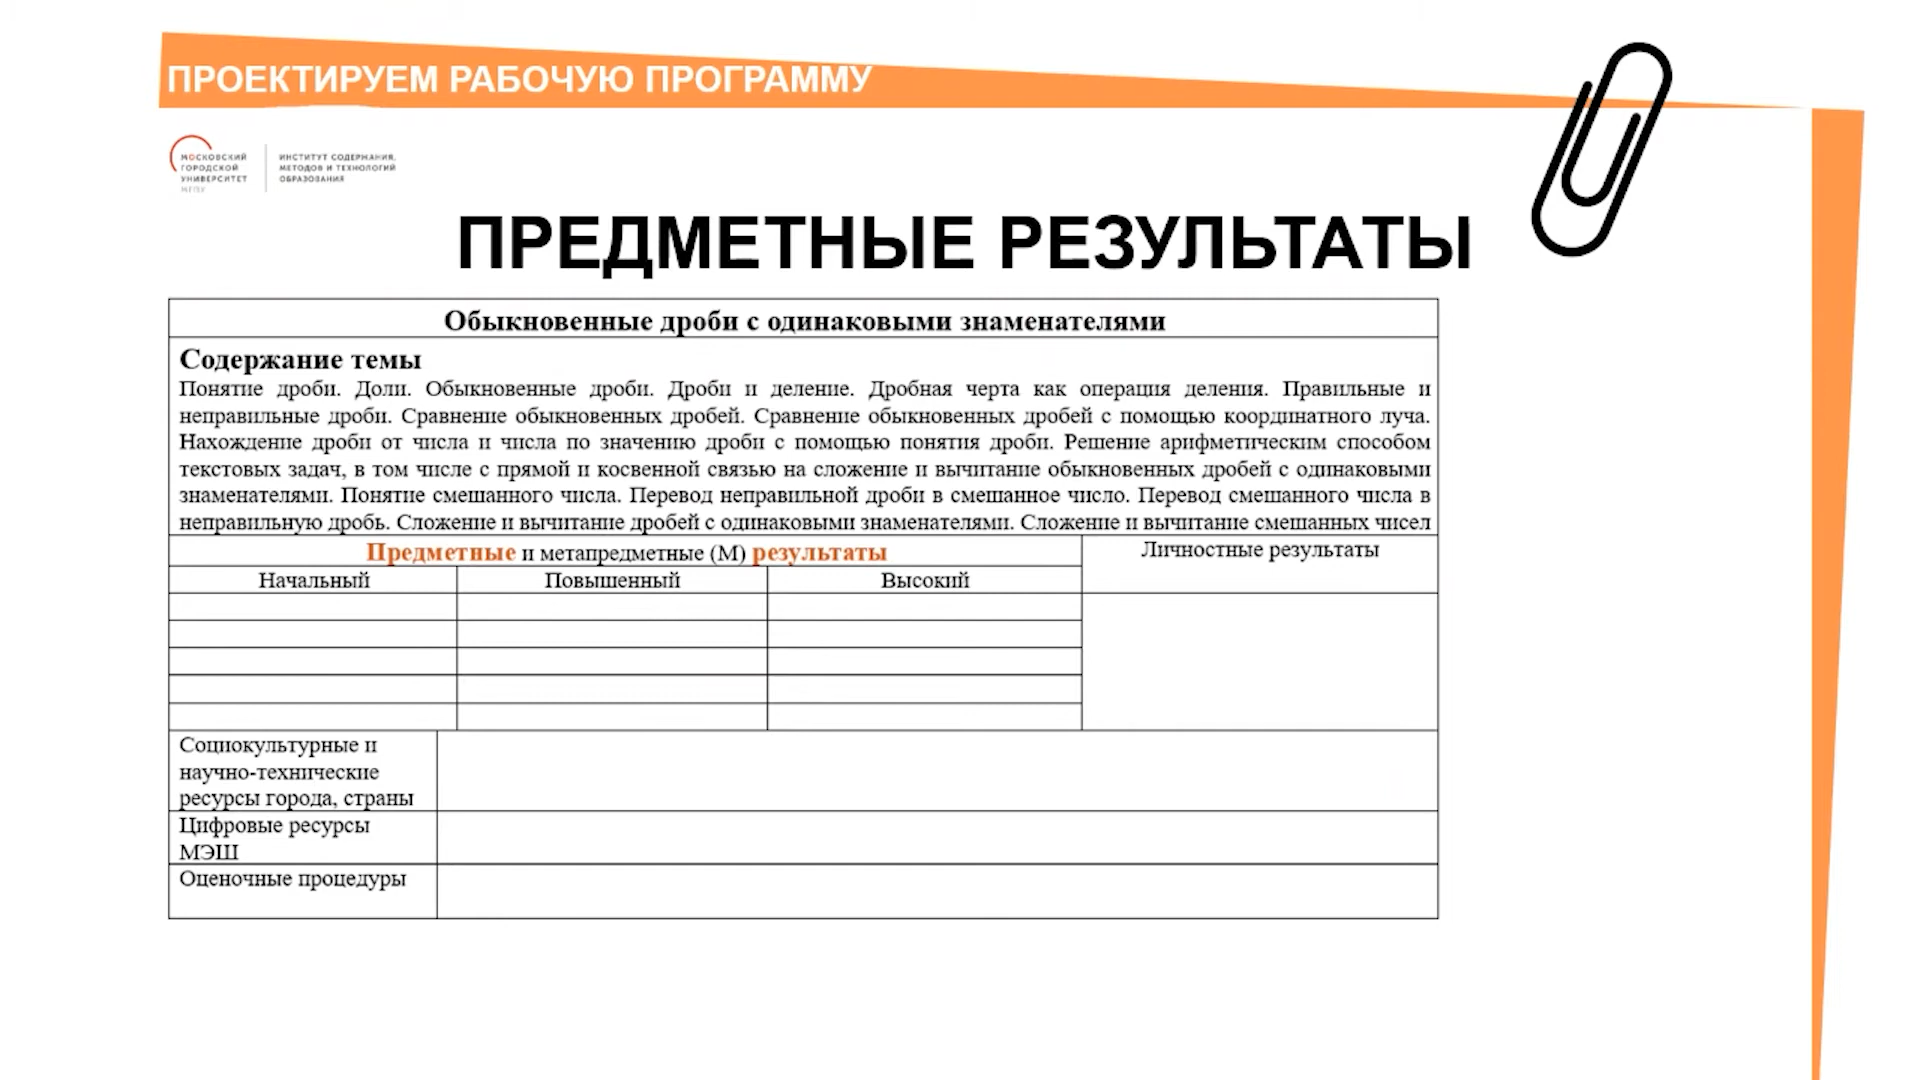 ПРОЕКТИРУЕМ РАБОЧУЮ ПРОГРАММУ
МОСКОВСКИЙ
ГОРОДСКОЙ
УНИВЕРСИТЕТ
МГПУ
ИНСТИТУТ СОДЕРЖАНИЯ,
МЕТОДОВ И ТЕХНОЛОГИЙ
ОБРАЗОВАНИЯ
ПРЕДМЕТНЫЕ РЕЗУЛЬТАТЫ
Обыкновенные дроби с одинаковыми знаменателями
Содержание темы
Понятие дроби. Доли. Обыкновенные дроби. Дроби и деление. Дробная черта как операция деления. Правильные и
неправильные дроби. Сравнение обыкновенных дробей. Сравнение обыкновенных дробей с помощью координатного луча.
Нахождение дроби от числа и числа по значению дроби с помощью понятия дроби. Решение арифметическим способом
текстовых задач, в том числе с прямой и косвенной связью на сложение и вычитание обыкновенных дробей с одинаковыми
знаменателями. Понятие смешанного числа. Перевод неправильной дроби в смешанное число. Перевод смешанного числа в
неправильную дробь. Сложение и вычитание дробей с одинаковыми знаменателями. Сложение и вычитание смешанных чисел
Предметные и метапредметные (М) результаты
Личностные результаты
Начальный
Повышенный
Высокий
Социокультурные и
научно-технические
ресурсы города, страны
Цифровые ресурсы
МЭШ
Оценочные процедуры